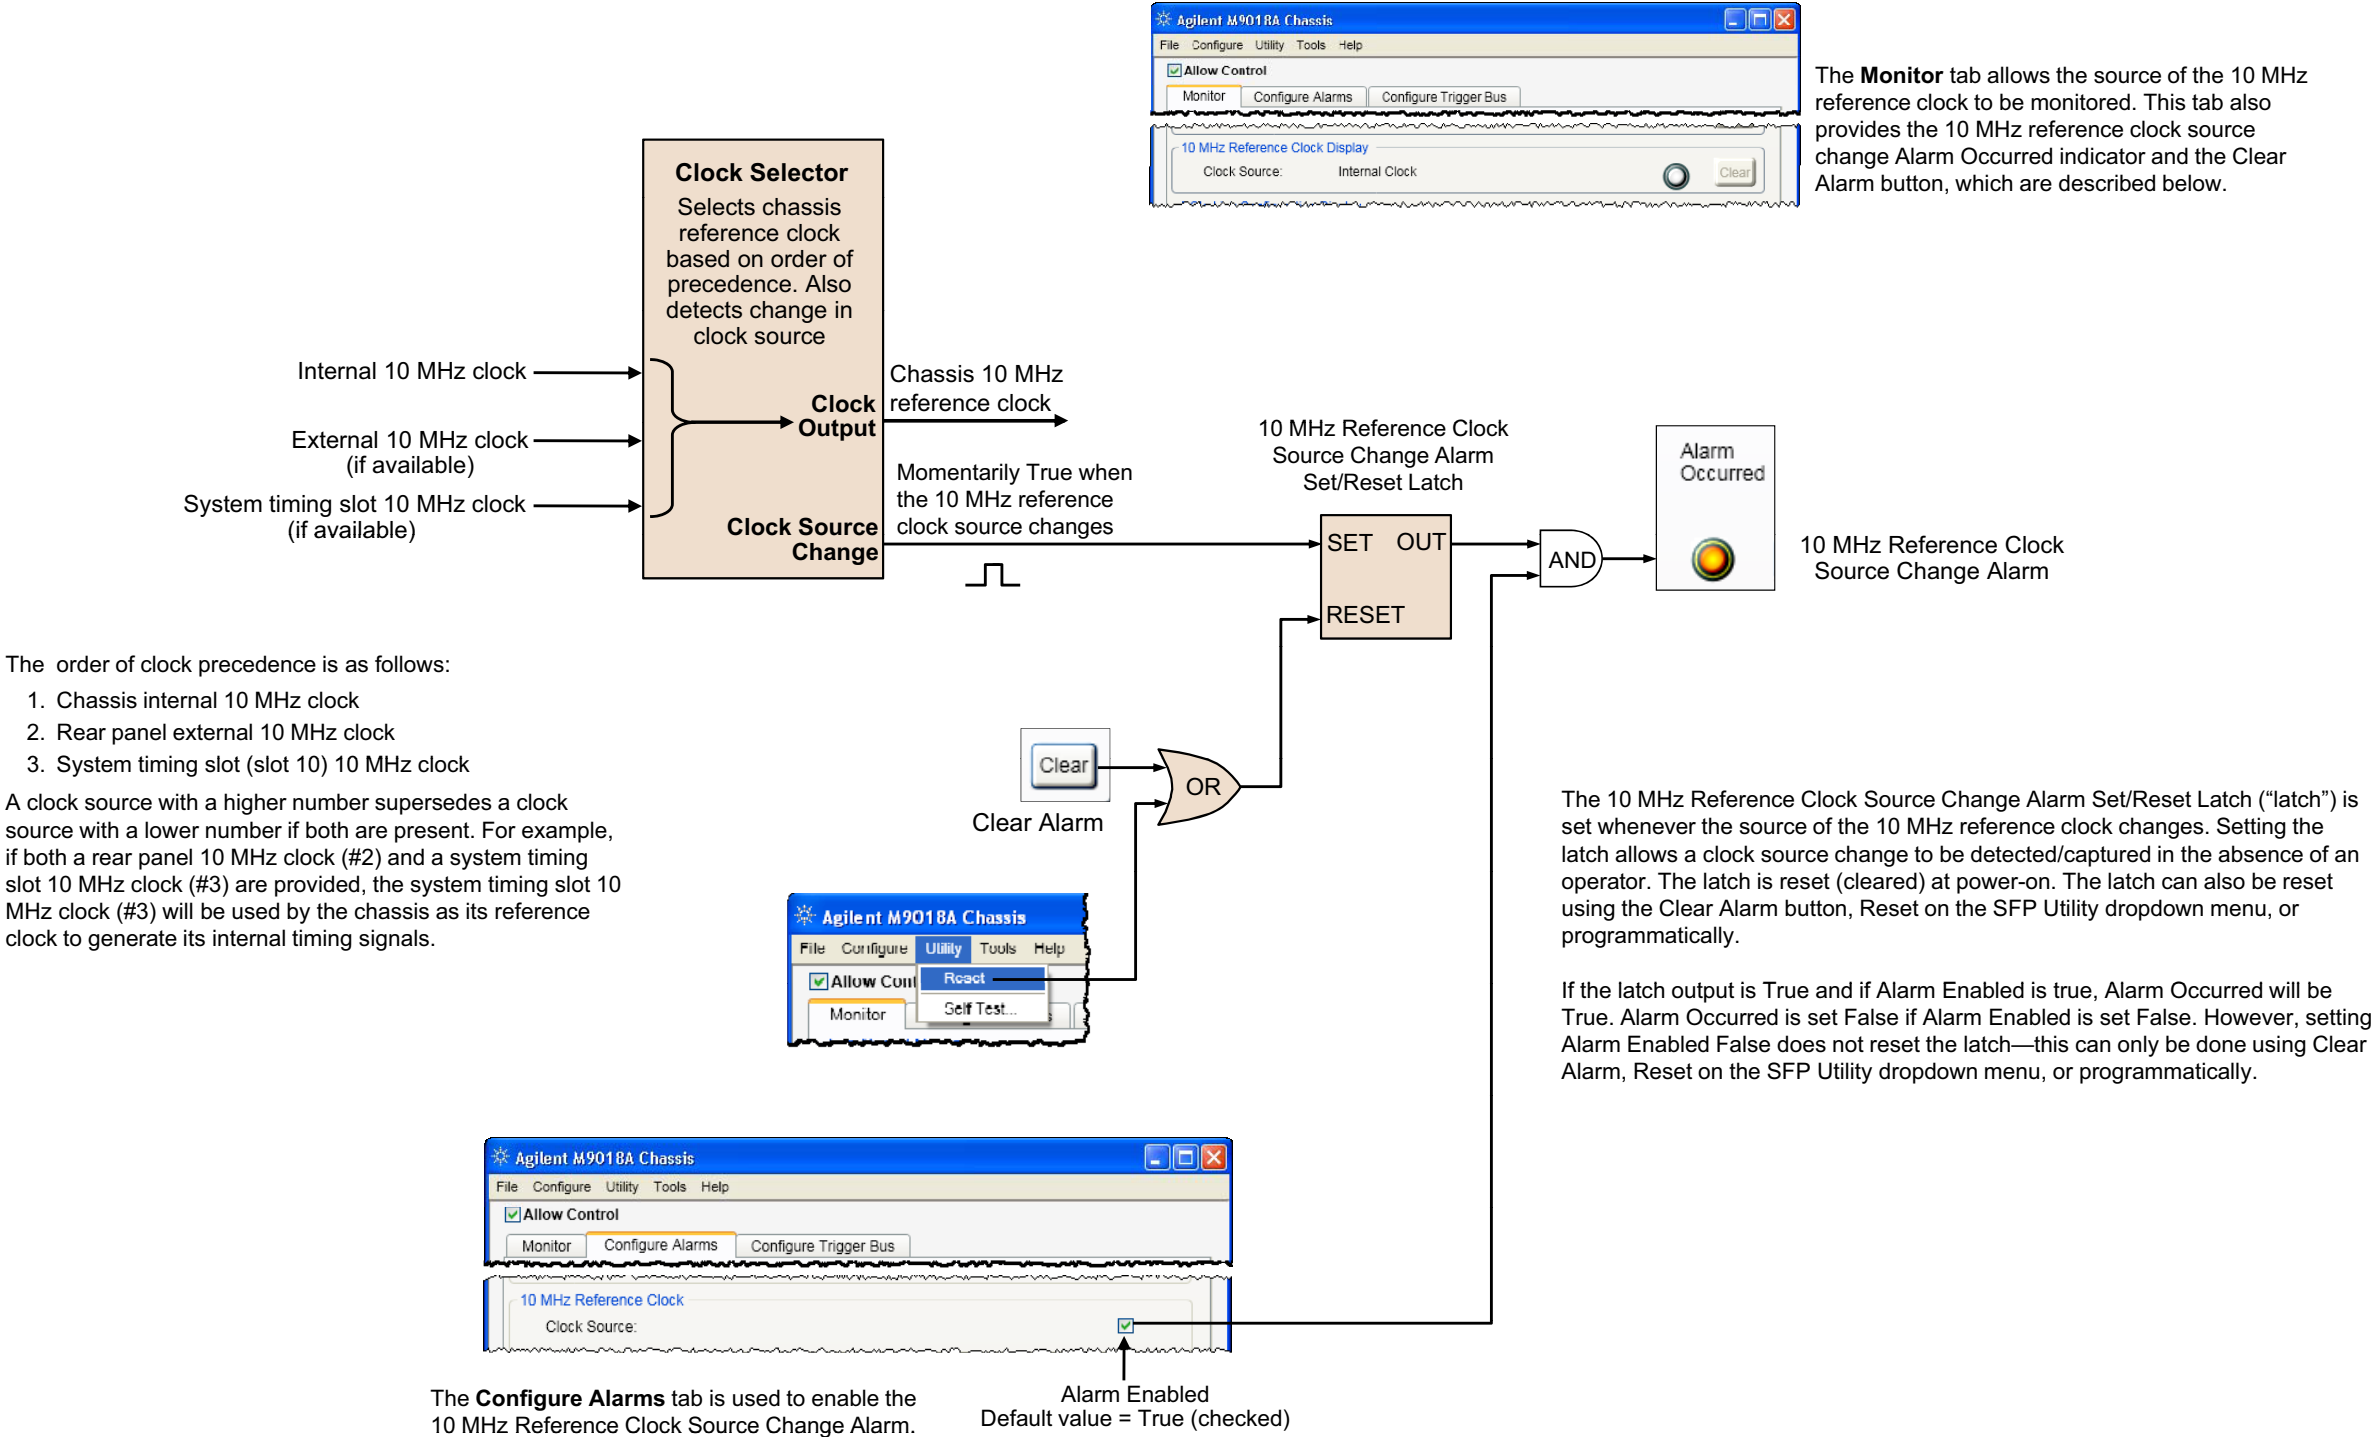 Agilent M9018A Chassis
File Configure Utility Tools Help
Allow Control
Monitor Configure Alarms Configure Trigger Bus
10 MHz Reference Clock Display
Clock Source: Internal Clock Clear
The Monitor tab allows the source of the 10 MHz
reference clock to be monitored. This tab also
provides the 10 MHz reference clock source
change Alarm Occurred indicator and the Clear
Alarm button, which are described below.
Clock Selector
Selects chassis
reference clock
based on order of
precedence. Also
detects change in
clock source
Internal 10 MHz clock
External 10 MHz clock
(if available)
System timing slot 10 MHz clock
(if available)
Clock
Output
Clock Source
Change
Chassis 10 MHz
reference clock
Momentarily True when
the 10 MHz reference
clock source changes
10 MHz Reference Clock
Source Change Alarm
Set/Reset Latch
SET OUT
RESET
AND
Alarm
Occurred
10 MHz Reference Clock
Source Change Alarm
The order of clock precedence is as follows:
1. Chassis internal 10 MHz clock
2. Rear panel external 10 MHz clock
3. System timing slot (slot 10) 10 MHz clock
A clock source with a higher number supersedes a clock
source with a lower number if both are present. For example,
if both a rear panel 10 MHz clock (#2) and a system timing
slot 10 MHz clock (#3) are provided, the system timing slot 10
MHz clock (#3) will be used by the chassis as its reference
clock to generate its internal timing signals.
Clear
Clear Alarm
OR
Agilent M9018A Chassis
File Configure Utility Tools Help
Allow Cont
Reset
Monitor
Self Test...
The 10 MHz Reference Clock Source Change Alarm Set/Reset Latch (“latch”) is
set whenever the source of the 10 MHz reference clock changes. Setting the
latch allows a clock source change to be detected/captured in the absence of an
operator. The latch is reset (cleared) at power-on. The latch can also be reset
using the Clear Alarm button, Reset on the SFP Utility dropdown menu, or
programmatically.
If the latch output is True and if Alarm Enabled is true, Alarm Occurred will be
True. Alarm Occurred is set False if Alarm Enabled is set False. However, setting
Alarm Enabled False does not reset the latch—this can only be done using Clear
Alarm, Reset on the SFP Utility dropdown menu, or programmatically.
Agilent M9018A Chassis
File Configure Utility Tools Help
Allow Control
Monitor Configure Alarms Configure Trigger Bus
10 MHz Reference Clock
Clock Source:
The Configure Alarms tab is used to enable the
10 MHz Reference Clock Source Change Alarm.
Alarm Enabled
Default value = True (checked)